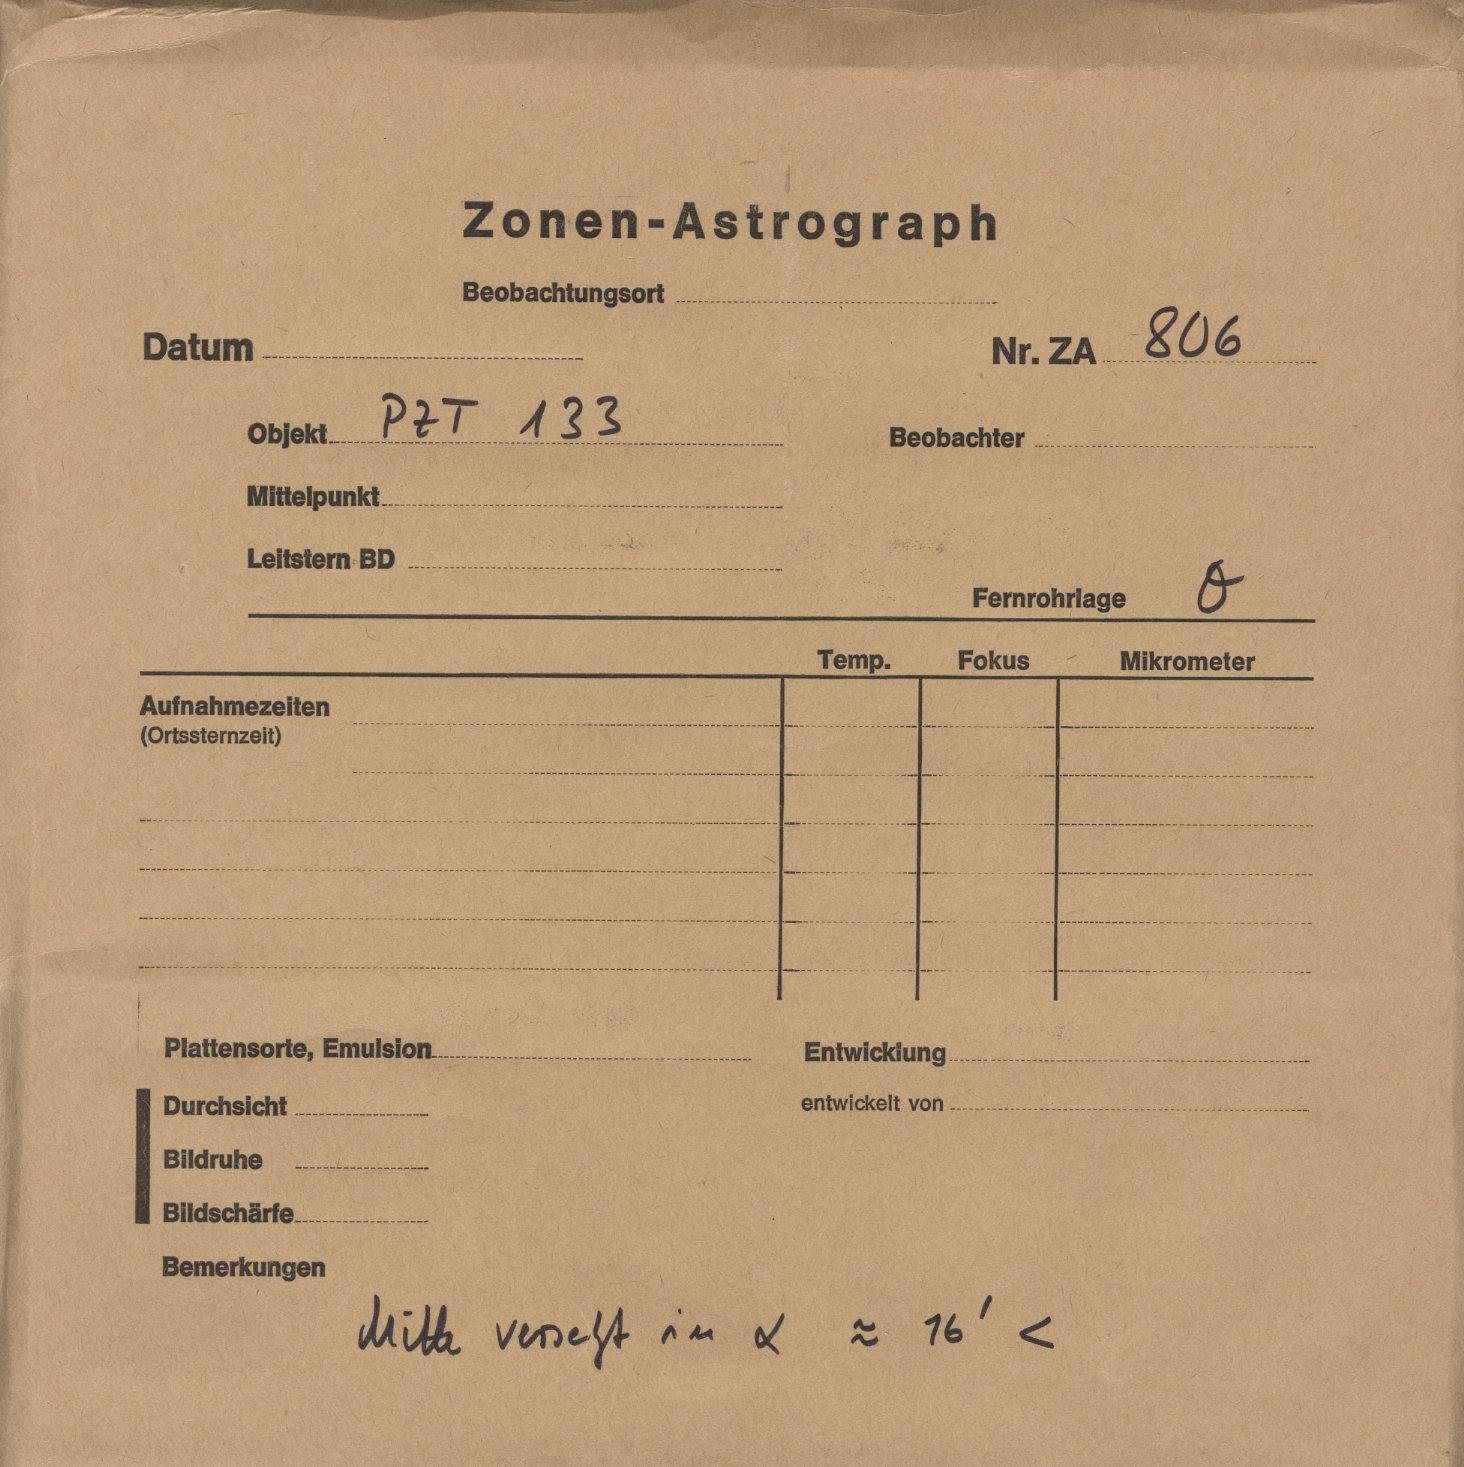 Zonen-Astrograph
Beobachtungsort
Datum
Nr. ZA 806
Objekt PZT 133
Beobachter
Mittelpunkt
Leitstern BD
Fernrohrlage
Temp. Fokus Mikrometer
Aufnahmezeiten
(Ortssternzeit)
Plattensorte, Emulsion
Entwicklung
Durchsicht
entwickelt von
Bildruhe
Bildschärfe
Bemerkungen
Mitte versetzt in α ≈ 16' <